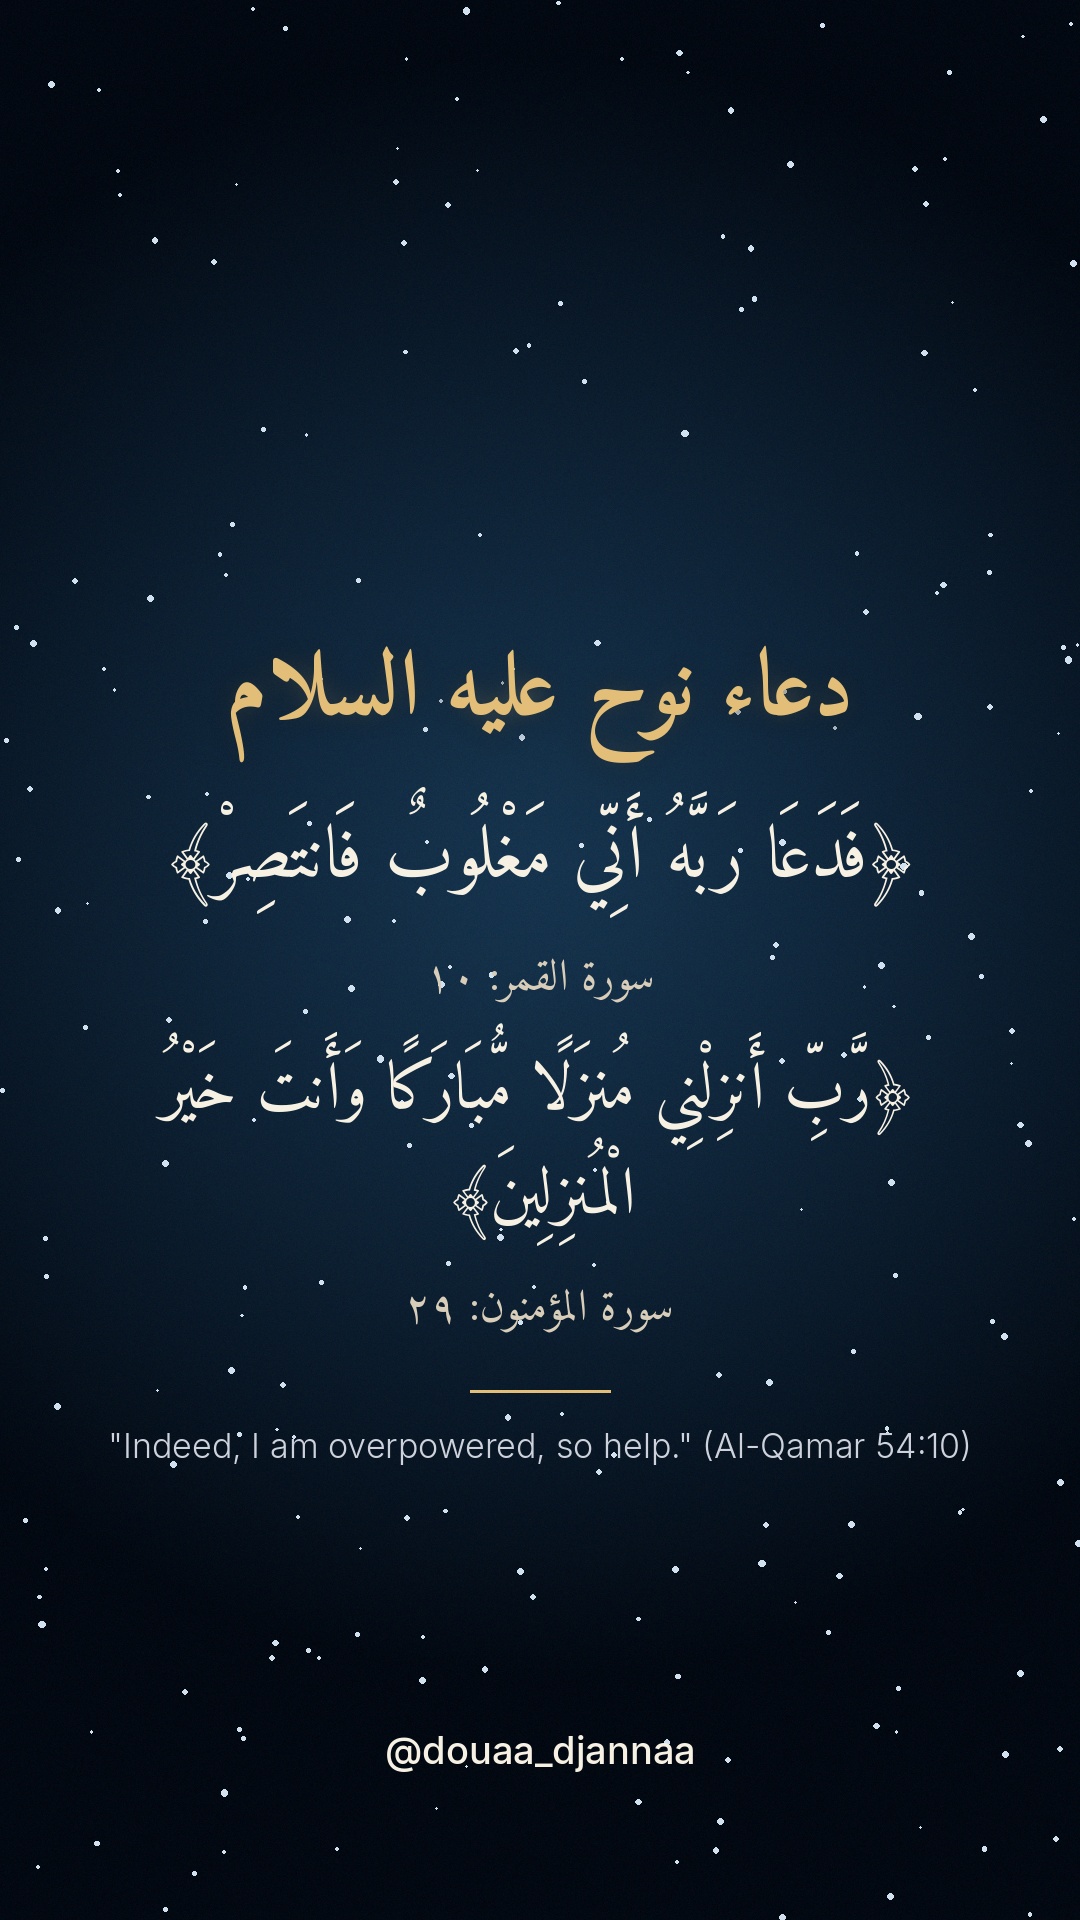 دعاء نوح عليه السلام
﴿فَدَعَا رَبَّهُ أَنِّي مَغْلُوبٌ فَانتَصِرْ﴾
سورة القمر: ١٠
﴿رَّبِّ أَنزِلْنِي مُنزَلًا مُّبَارَكًا وَأَنتَ خَيْرُ
الْمُنزِلِينَ﴾
سورة المؤمنون: ٢٩
"Indeed, I am overpowered, so help." (Al-Qamar 54:10)
@douaa_djannaa